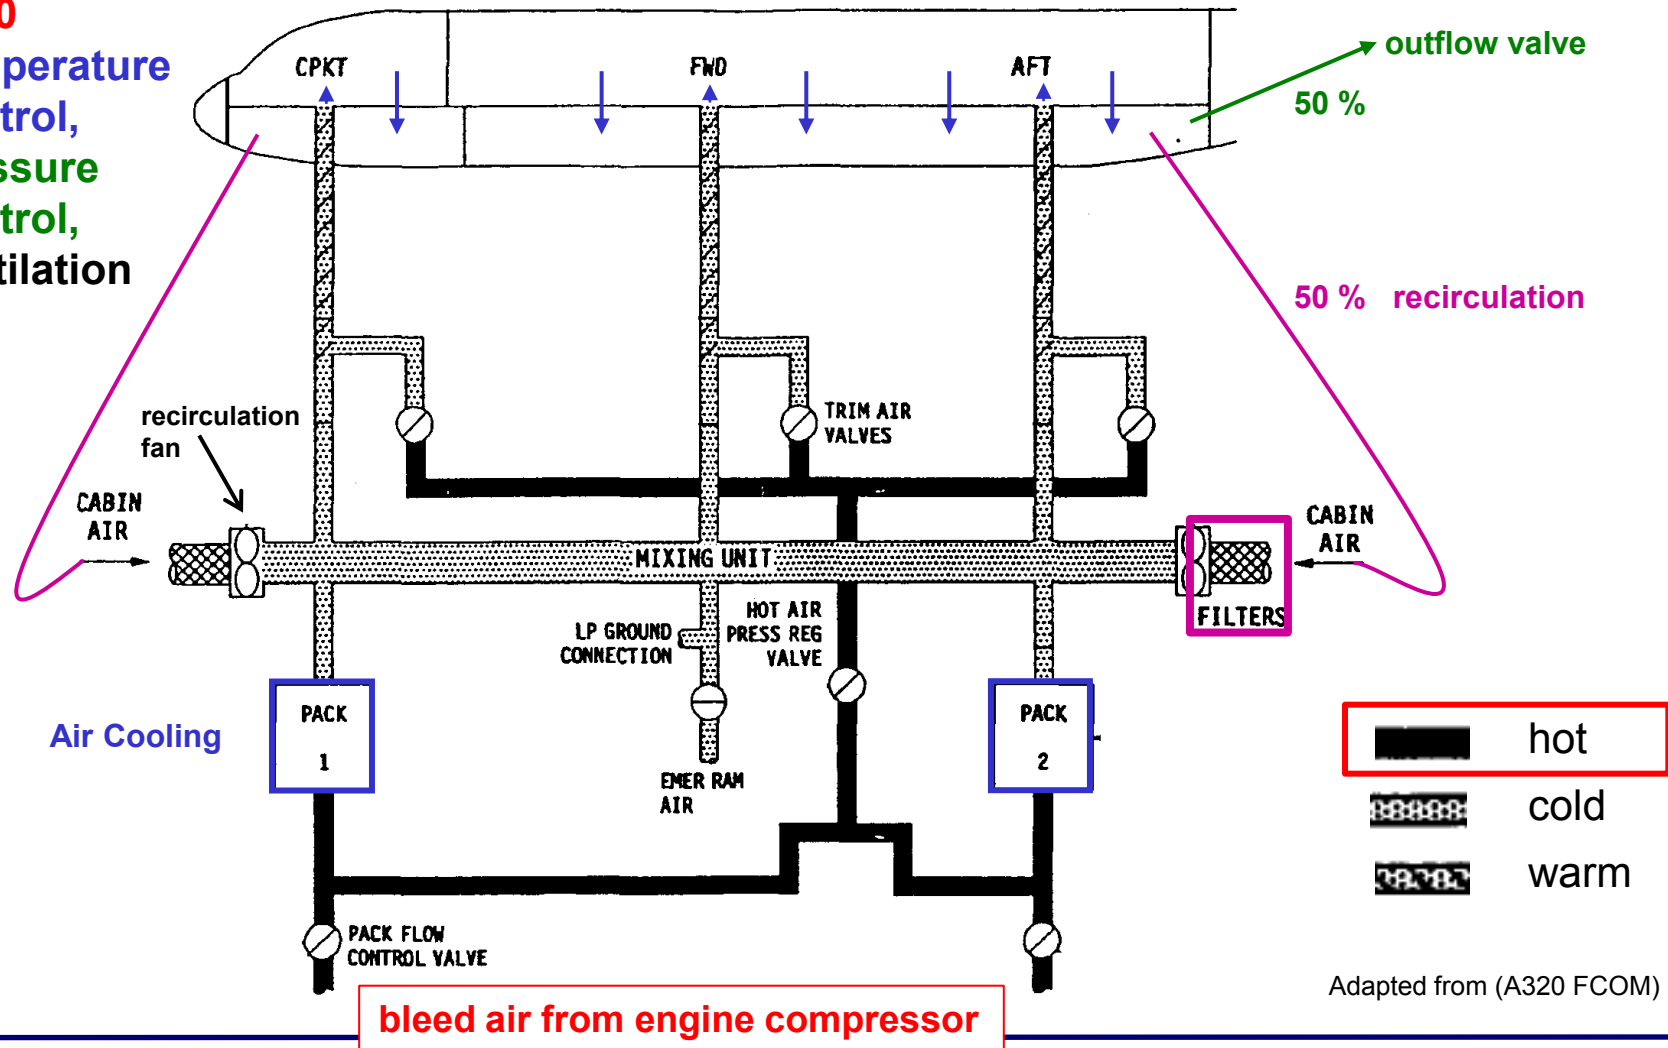 0
perature
trol,
ssure
trol,
tilation
CPKT
FWD
AFT
outflow valve
50 %
50 % recirculation
recirculation
fan
TRIM AIR
VALVES
CABIN
AIR
MIXING UNIT
CABIN
AIR
FILTERS
LP GROUND
CONNECTION
HOT AIR
PRESS REG
VALVE
Air Cooling
PACK
1
EMER RAM
AIR
PACK
2
hot
cold
warm
PACK FLOW
CONTROL VALVE
bleed air from engine compressor
Adapted from (A320 FCOM)